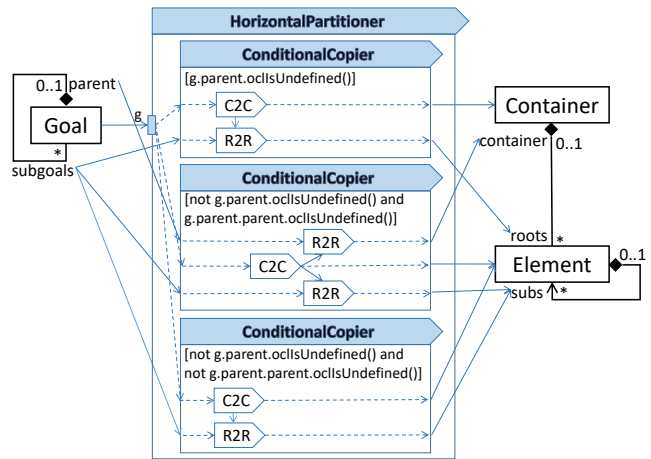 HorizontalPartitioner
ConditionalCopier
[g.parent.oclIsUndefined()]
0..1
parent
C2C
Container
Goal
g
R2R
container
0..1
*
subgoals
ConditionalCopier
[not g.parent.oclIsUndefined() and
g.parent.parent.oclIsUndefined()]
R2R
roots
*
C2C
Element
0..1
R2R
subs
*
ConditionalCopier
[not g.parent.oclIsUndefined() and
not g.parent.parent.oclIsUndefined()]
C2C
R2R